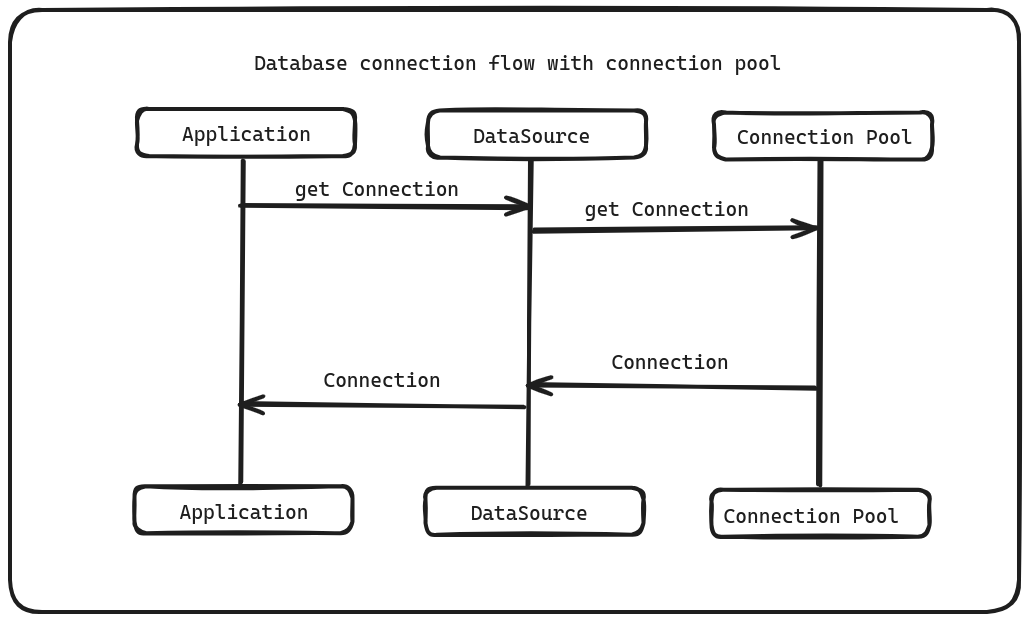 Database connection flow with connection pool
Application
DataSource
Connection Pool
get Connection
get Connection
Connection
Connection
Application
DataSource
Connection Pool